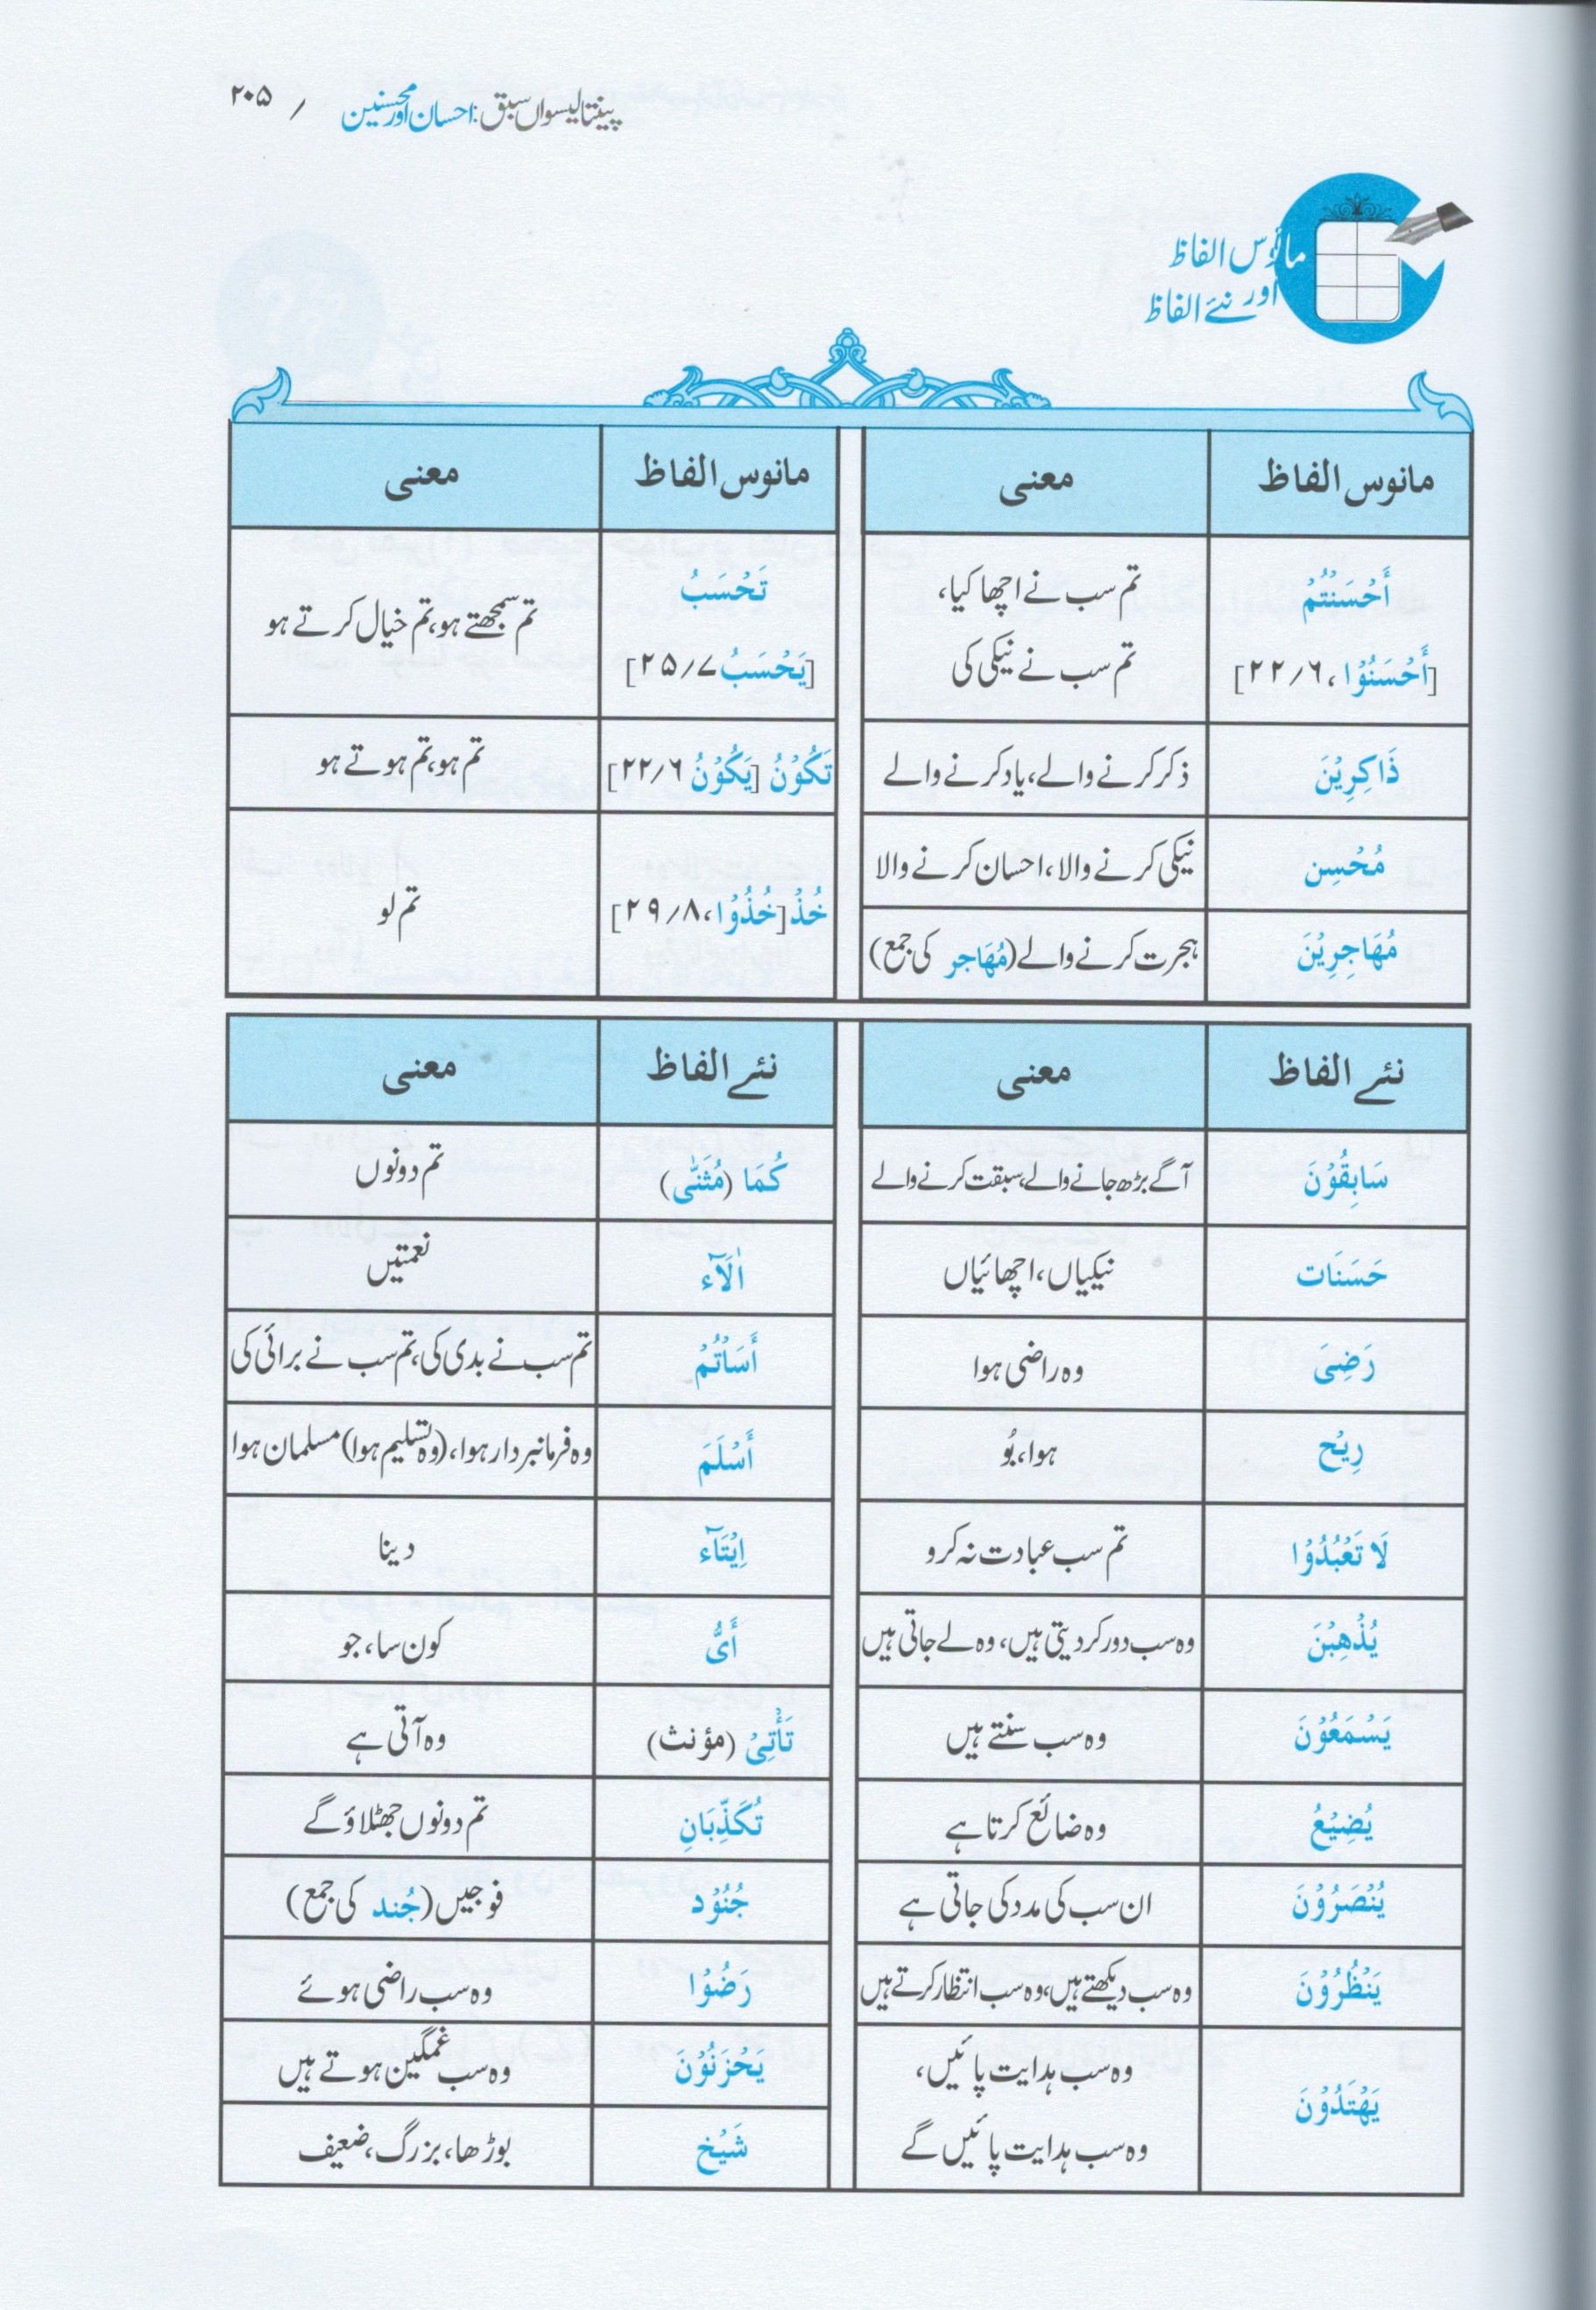 پینتالیسواں سبق: احسان اور محسنین / ۲۰۵
مانوس الفاظ
اور نئے الفاظ
مانوس الفاظ معنی مانوس الفاظ معنی
أَحْسَنْتُمْ تم سب نے اچھا کیا، تَحْسَبُ تم سمجھتے ہو، تم خیال کرتے ہو
[أَحْسَنُوْا، ۲۲/۶] تم سب نے نیکی کی [يَحْسَبُ ۲۵/۷]
ذَاكِرِيْنَ ذکر کرنے والے، یاد کرنے والے تَكُوْنُ [يَكُوْنُ ۲۲/۶] تم ہو، تم ہوتے ہو
مُحْسِن نیکی کرنے والا، احسان کرنے والا خُذْ [خُذُوْا، ۲۹/۸] تم لو
مُهَاجِرِيْنَ ہجرت کرنے والے (مُهَاجر کی جمع)
نئے الفاظ معنی نئے الفاظ معنی
سَابِقُوْنَ آگے بڑھ جانے والے، سبقت کرنے والے كُمَا (مُثَنّٰى) تم دونوں
حَسَنَات نیکیاں، اچھائیاں اٰلَآء نعمتیں
رَضِىَ وہ راضی ہوا أَسَاْتُمْ تم سب نے بدی کی، تم سب نے برائی کی
رِيْح ہوا، بُو أَسْلَمَ وہ فرمانبردار ہوا، (وہ تسلیم ہوا) مسلمان ہوا
لَا تَعْبُدُوْا تم سب عبادت نہ کرو اِيْتَآء دینا
يُذْهِبْنَ وہ سب دور کر دیتی ہیں، وہ لے جاتی ہیں أَىُّ کون سا، جو
يَسْمَعُوْنَ وہ سب سنتے ہیں تَأْتِىْ (مؤنث) وہ آتی ہے
يُضِيْعُ وہ ضائع کرتا ہے تُكَذِّبَانِ تم دونوں جھٹلاؤ گے
يُنْصَرُوْنَ ان سب کی مدد کی جاتی ہے جُنُوْد فوجیں (جُند کی جمع)
يَنْظُرُوْنَ وہ سب دیکھتے ہیں، وہ سب انتظار کرتے ہیں رَضُوْا وہ سب راضی ہوئے
يَهْتَدُوْنَ وہ سب ہدایت پائیں، يَحْزَنُوْنَ وہ سب غمگین ہوتے ہیں
وہ سب ہدایت پائیں گے شَيْخ بوڑھا، بزرگ، ضعیف